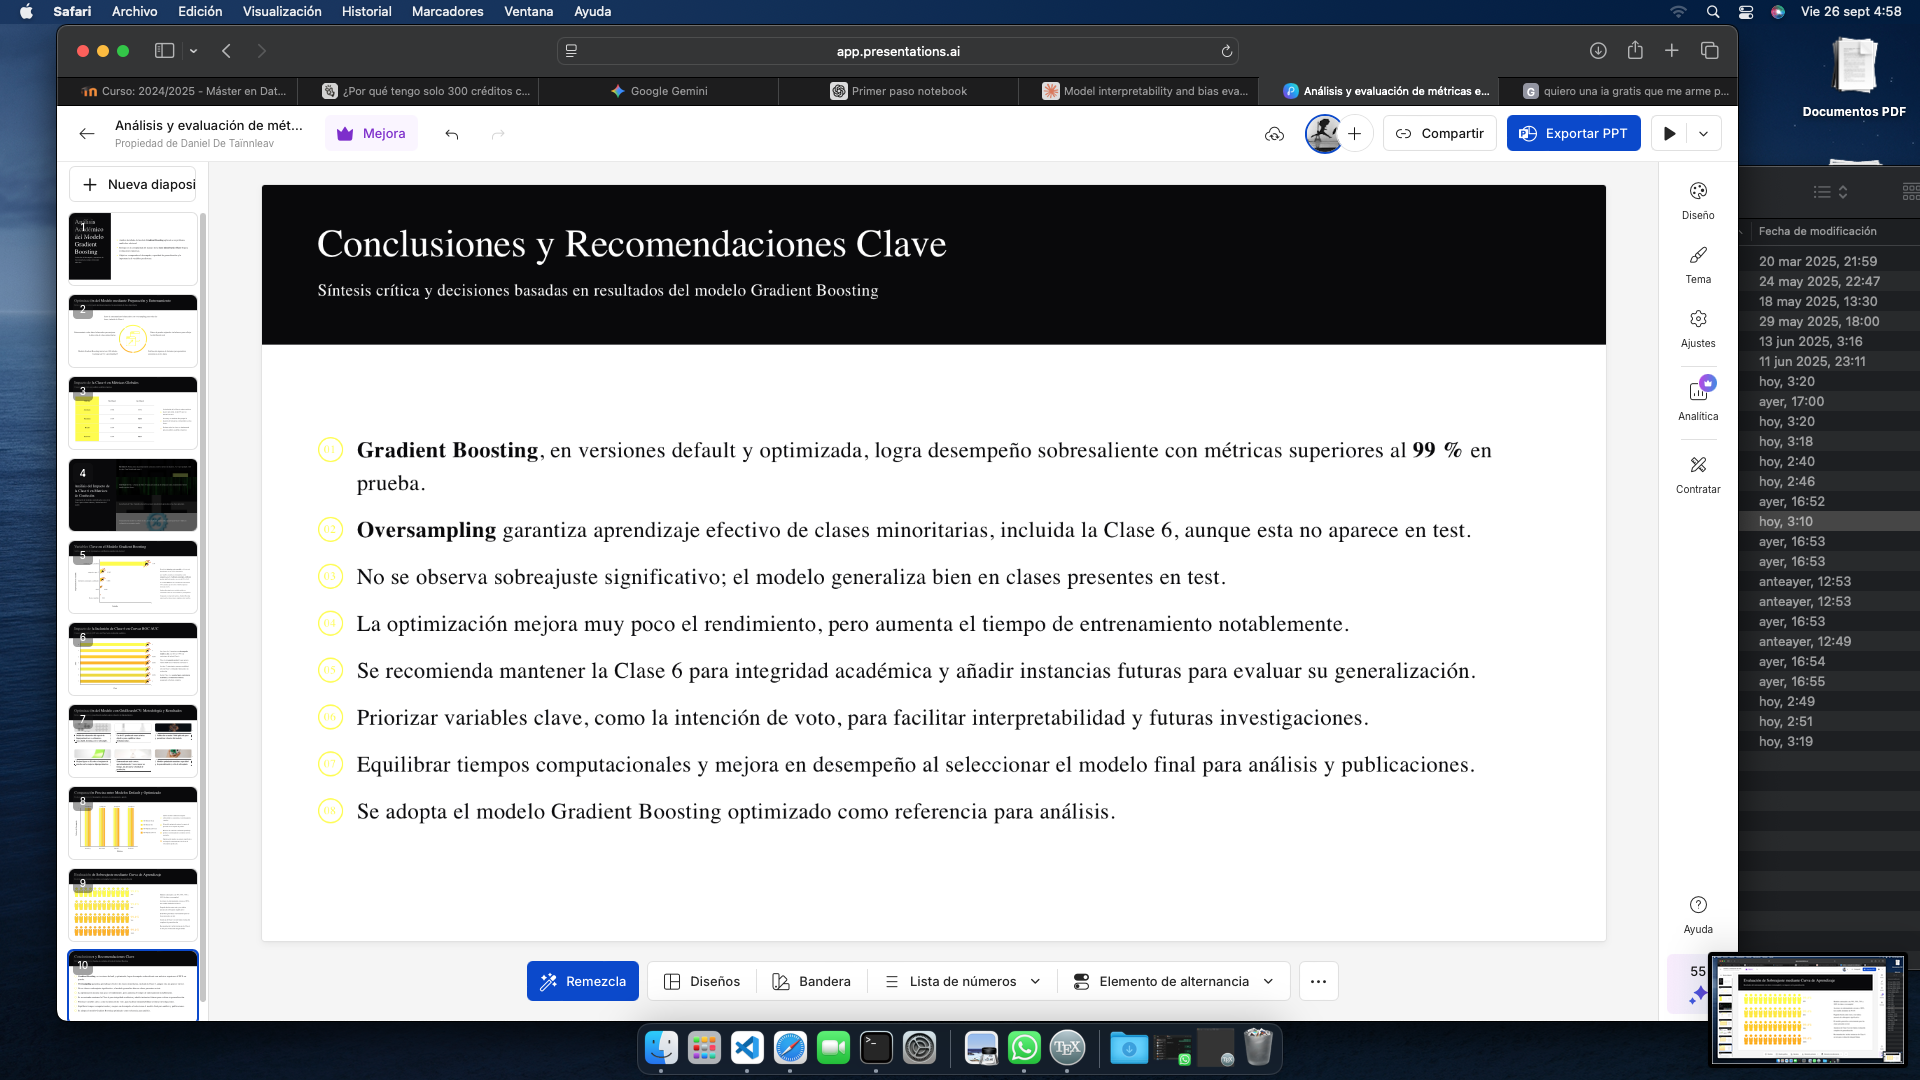 Safari Archivo Edición Visualización Historial Marcadores Ventana Ayuda
Vie 26 sept 4:58
app.presentations.ai
Curso: 2024/2025 - Máster en Dat...
¿Por qué tengo solo 300 créditos c...
Google Gemini
Primer paso notebook
Model interpretability and bias eva...
Análisis y evaluación de métricas e...
quiero una ia gratis que me arme p...
Documentos PDF
Análisis y evaluación de mét...
Propiedad de Daniel De Taïnnleav
Mejora
Compartir
Exportar PPT
Nueva diaposi
1
2
3
4
5
6
7
8
9
10
Conclusiones y Recomendaciones Clave
Síntesis crítica y decisiones basadas en resultados del modelo Gradient Boosting
01 Gradient Boosting, en versiones default y optimizada, logra desempeño sobresaliente con métricas superiores al 99 % en
prueba.
02 Oversampling garantiza aprendizaje efectivo de clases minoritarias, incluida la Clase 6, aunque esta no aparece en test.
03 No se observa sobreajuste significativo; el modelo generaliza bien en clases presentes en test.
04 La optimización mejora muy poco el rendimiento, pero aumenta el tiempo de entrenamiento notablemente.
05 Se recomienda mantener la Clase 6 para integridad académica y añadir instancias futuras para evaluar su generalización.
06 Priorizar variables clave, como la intención de voto, para facilitar interpretabilidad y futuras investigaciones.
07 Equilibrar tiempos computacionales y mejora en desempeño al seleccionar el modelo final para análisis y publicaciones.
08 Se adopta el modelo Gradient Boosting optimizado como referencia para análisis.
Diseño
Tema
Ajustes
Analítica
Contratar
Ayuda
55
Remezcla
Diseños
Bandera
Lista de números
Elemento de alternancia
Fecha de modificación
20 mar 2025, 21:59
24 may 2025, 22:47
18 may 2025, 13:30
29 may 2025, 18:00
13 jun 2025, 3:16
11 jun 2025, 23:11
hoy, 3:20
ayer, 17:00
hoy, 3:20
hoy, 3:18
hoy, 2:40
hoy, 2:46
ayer, 16:52
hoy, 3:10
ayer, 16:53
ayer, 16:53
anteayer, 12:53
anteayer, 12:53
ayer, 16:53
anteayer, 12:49
ayer, 16:54
ayer, 16:55
hoy, 2:49
hoy, 2:51
hoy, 3:19
TEX